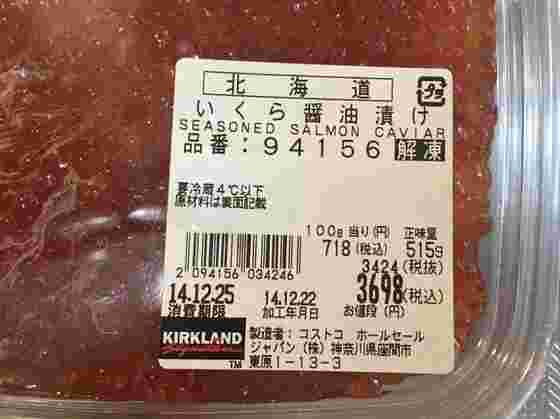 北海道
プラ
いくら醤油漬け
SEASONED SALMON CAVIAR
品番:94156 解凍
要冷蔵4℃以下
原材料は裏面記載
100g当り(円) 正味量
718(税込) 515g
3424(税抜)
2 094156 034246
3698(税込)
14.12.25 14.12.22
消費期限 加工年月日 お値段(円)
KIRKLAND
Signature
TM
製造者:コストコ ホールセール
ジャパン(株)神奈川県座間市
東原1-13-3